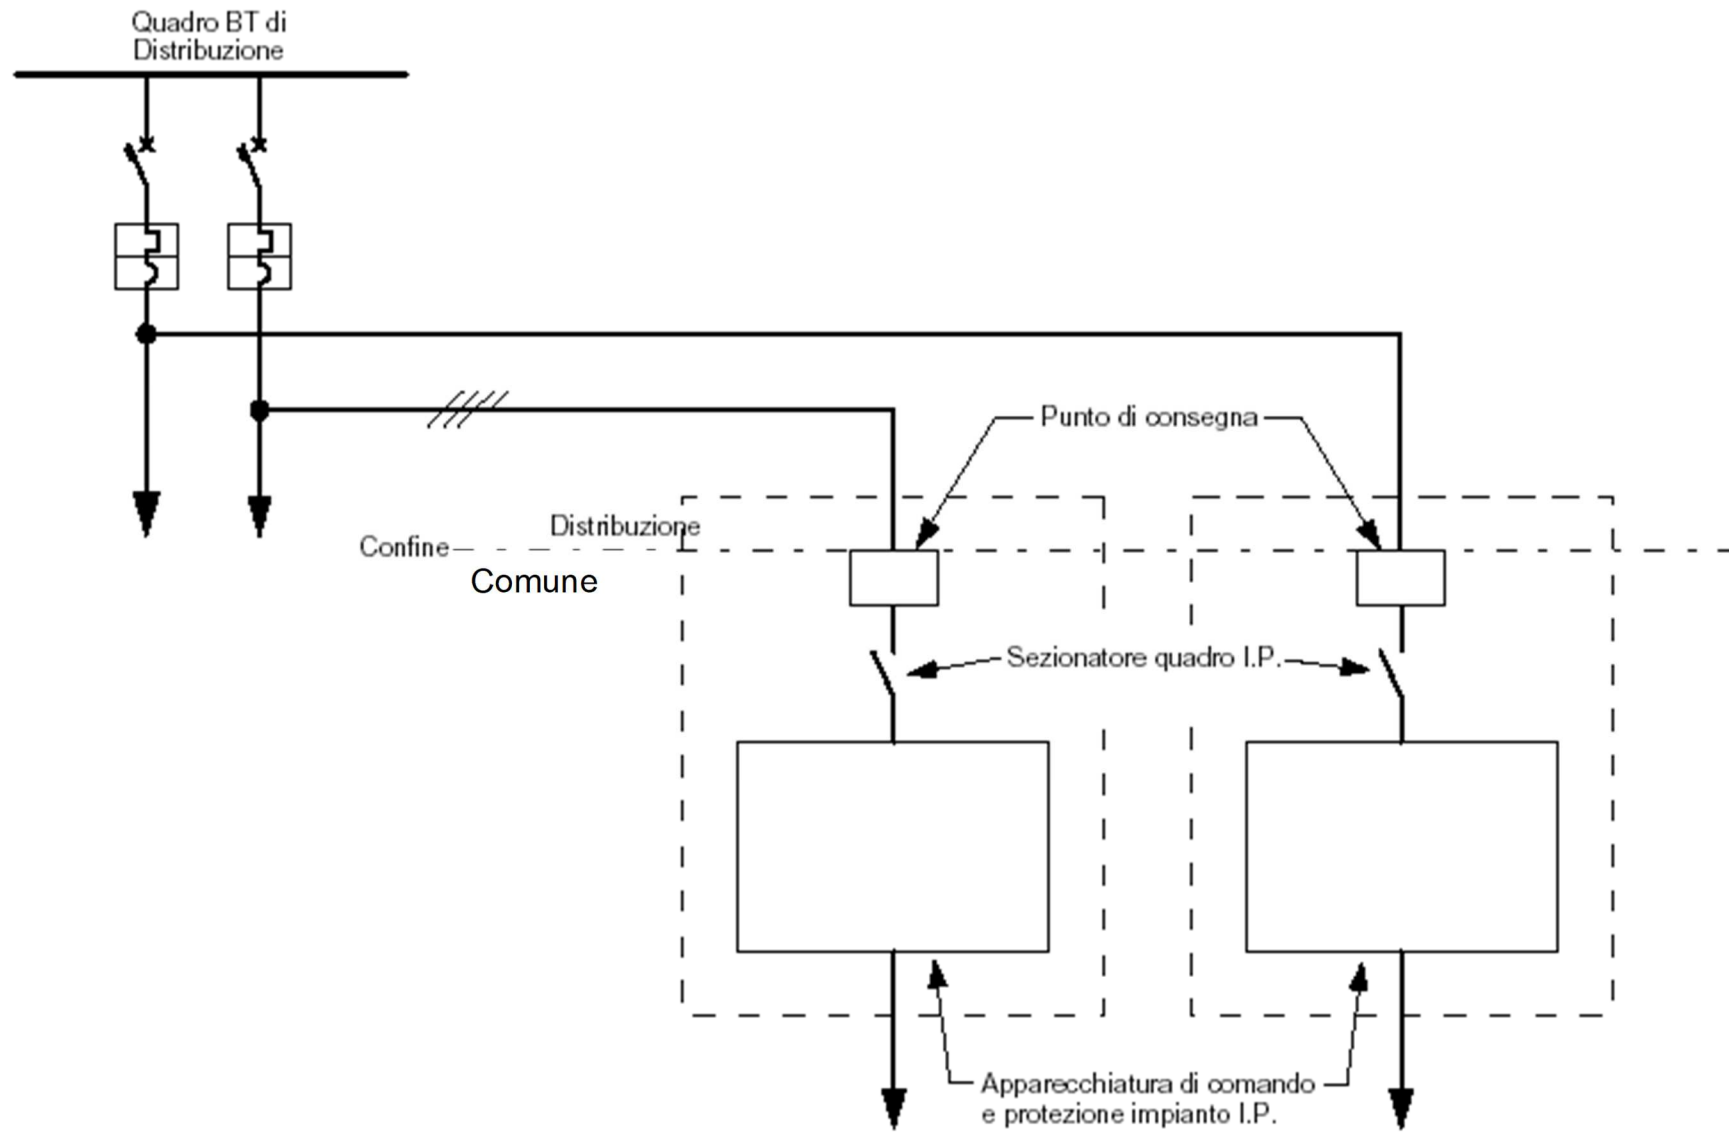 Quadro BT di
Distribuzione
Punto di consegna
Distribuzione
Confine
Comune
Sezionatore quadro I.P.
Apparecchiatura di comando
e protezione impianto I.P.